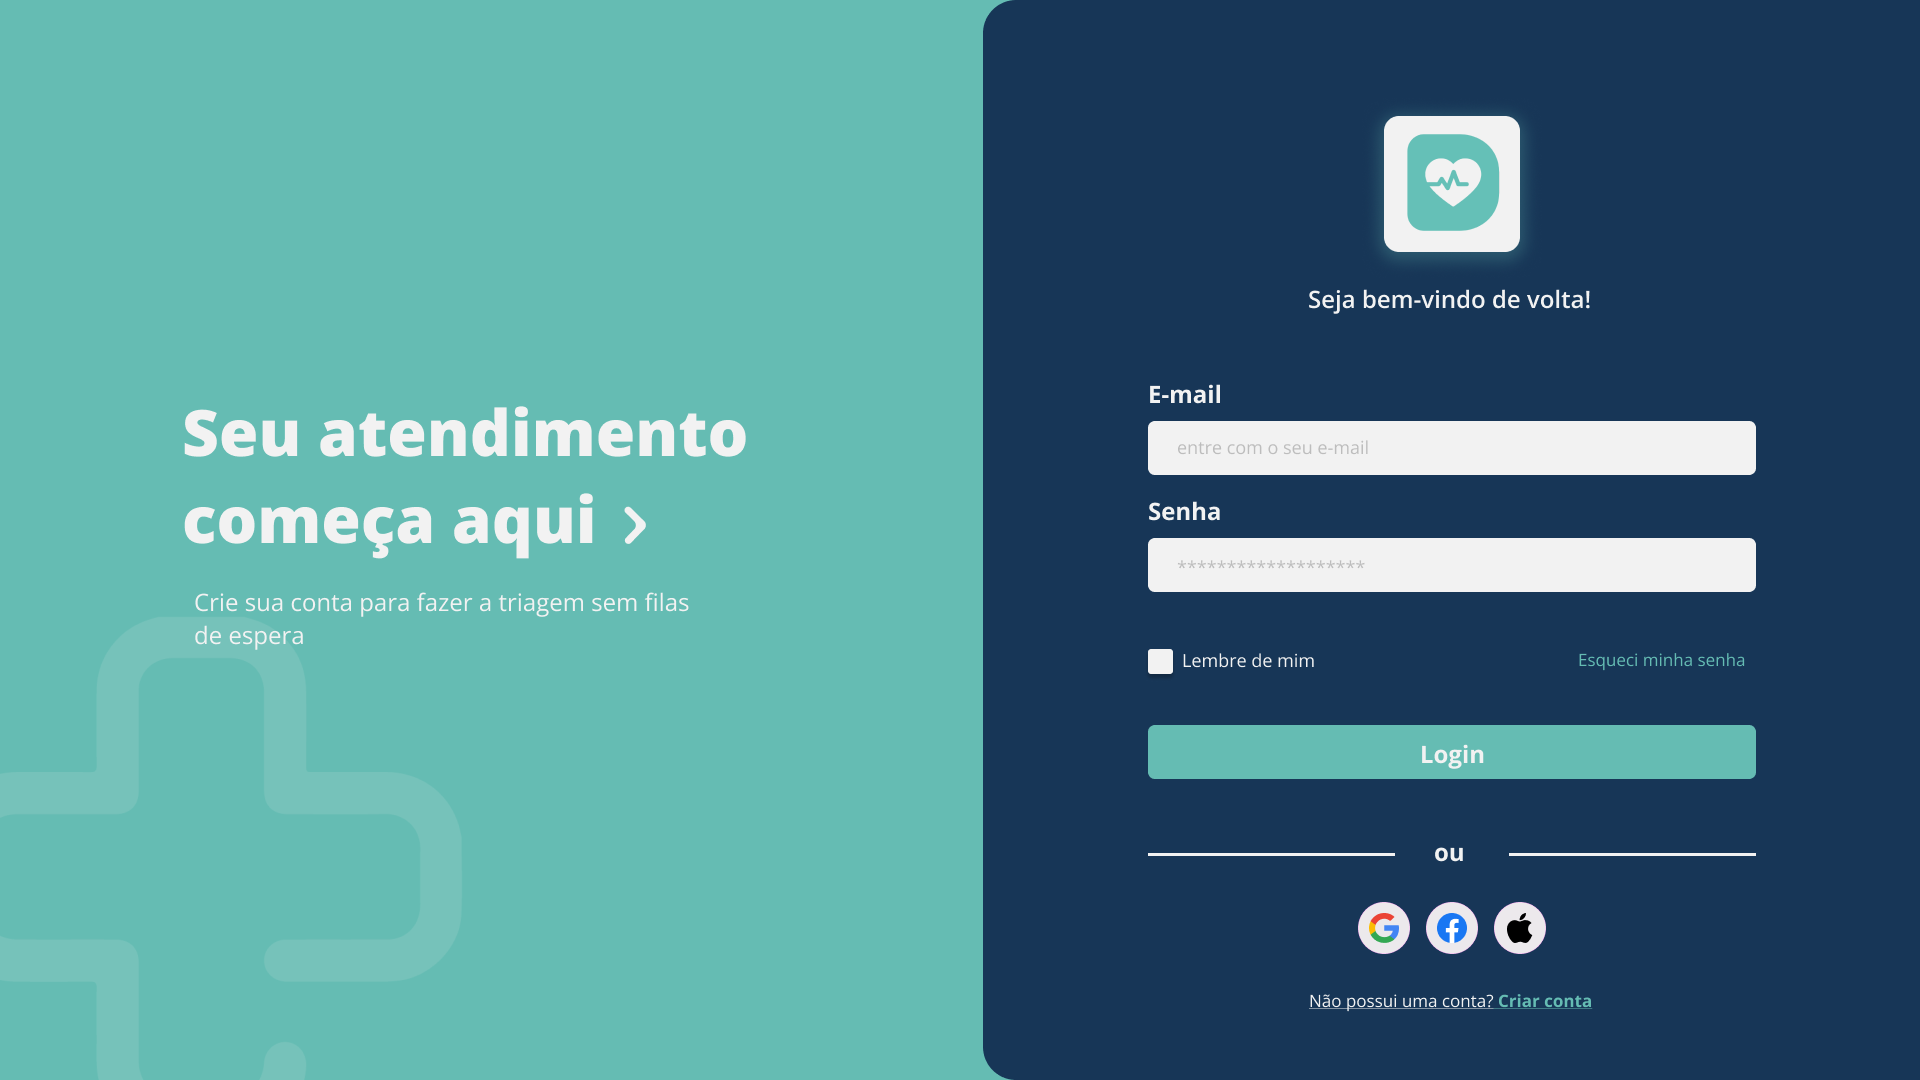 Seu atendimento
começa aqui
Crie sua conta para fazer a triagem sem filas
de espera
Seja bem-vindo de volta!
E-mail
entre com o seu e-mail
Senha
*******************
Lembre de mim
Esqueci minha senha
Login
ou
Não possui uma conta? Criar conta